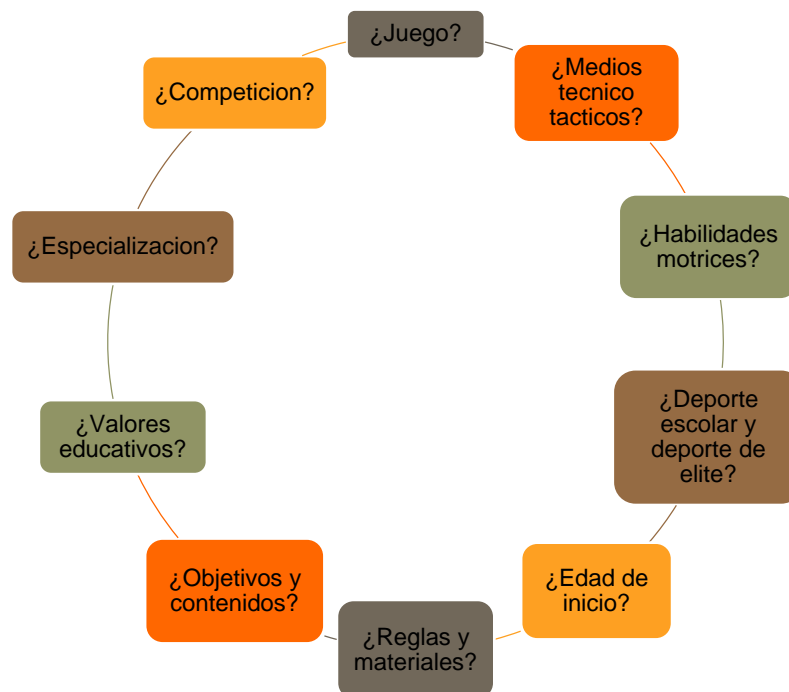 ¿Juego?
¿Medios
tecnico
tacticos?
¿Habilidades
motrices?
¿Deporte
escolar y
deporte de
elite?
¿Edad de
inicio?
¿Reglas y
materiales?
¿Objetivos y
contenidos?
¿Valores
educativos?
¿Especializacion?
¿Competicion?